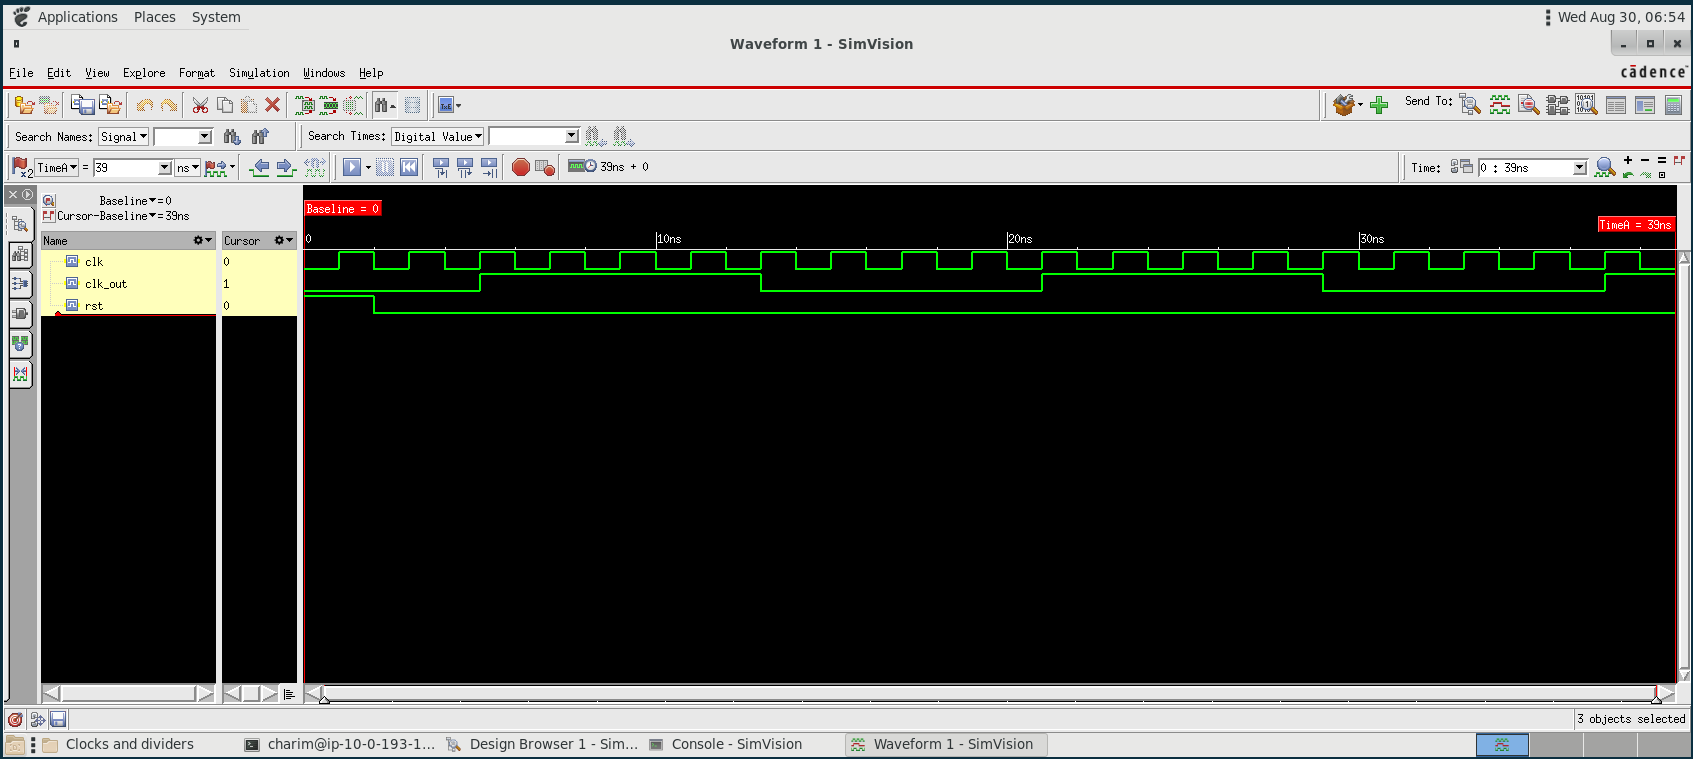 Applications Places System Wed Aug 30, 06:54
Waveform 1 - SimVision
File Edit View Explore Format Simulation Windows Help cādence
Send To:
Search Names: Signal Search Times: Digital Value
TimeA = 39 ns 39ns + 0 Time: 0 : 39ns
x2
Baseline=0
Cursor-Baseline=39ns
Baseline = 0
TimeA = 39ns
Name Cursor 0 10ns 20ns 30ns
clk 0
clk_out 1
rst 0
3 objects selected
Clocks and dividers charim@ip-10-0-193-1... Design Browser 1 - Sim... Console - SimVision Waveform 1 - SimVision